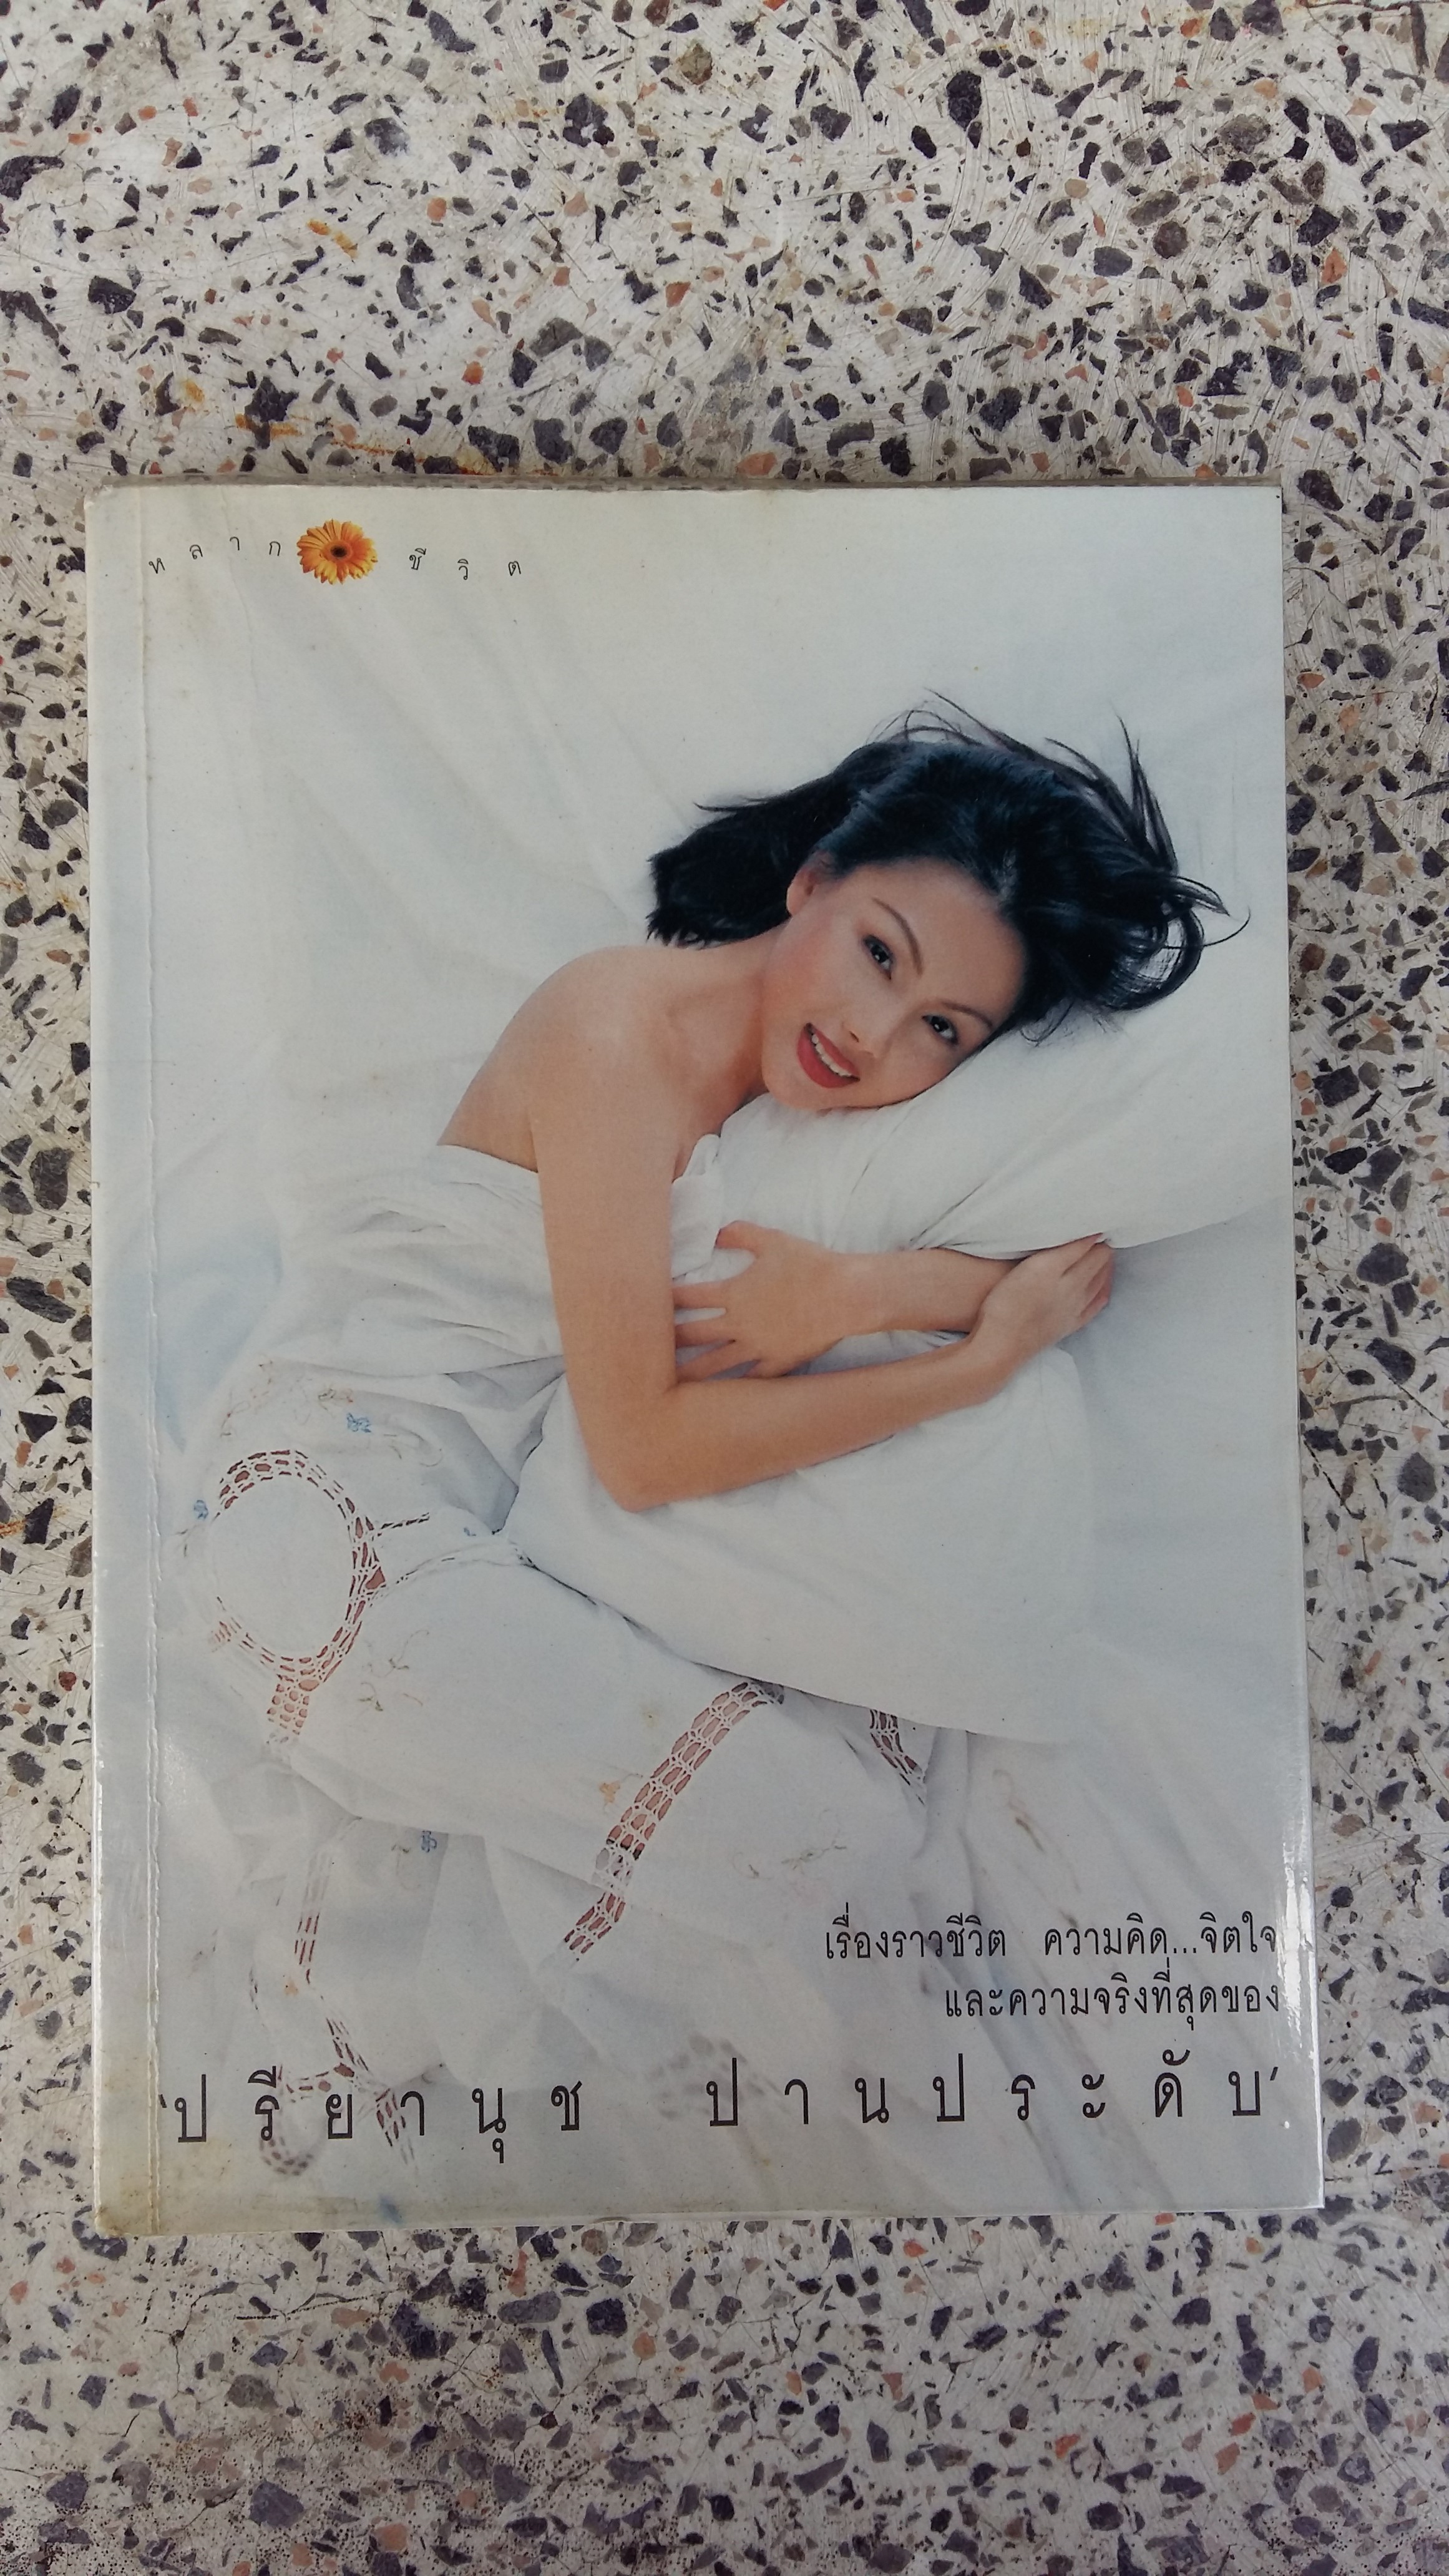 หลากชีวิต
เรื่องราวชีวิต ความคิด...จิตใจ
และความจริงที่สุดของ
'ปรียานุช ปานประดับ'